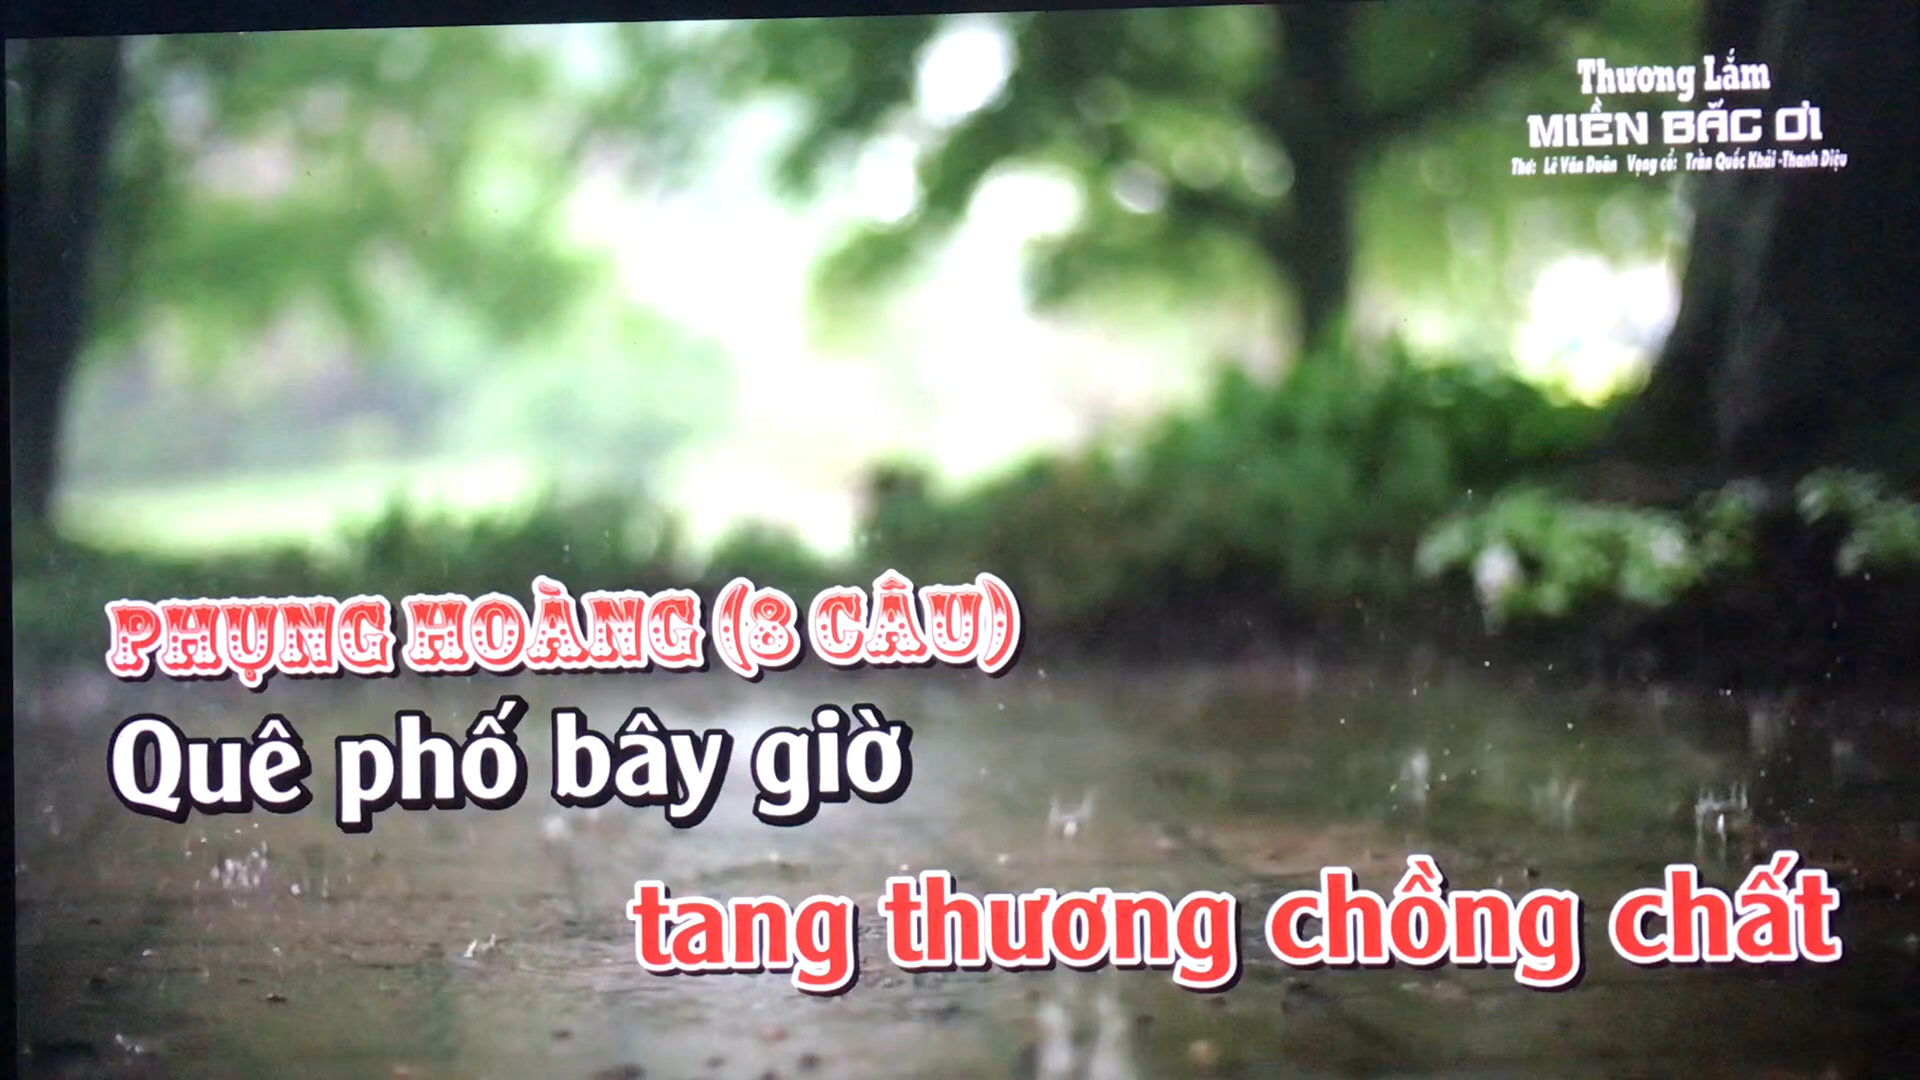 Thương Lắm
MIỀN BẮC ƠI
Thơ: Lê Văn Duân Vọng cổ: Trần Quốc Khải -Thanh Diệu
PHỤNG HOÀNG (8 CÂU)
Quê phố bây giờ
tang thương chồng chất